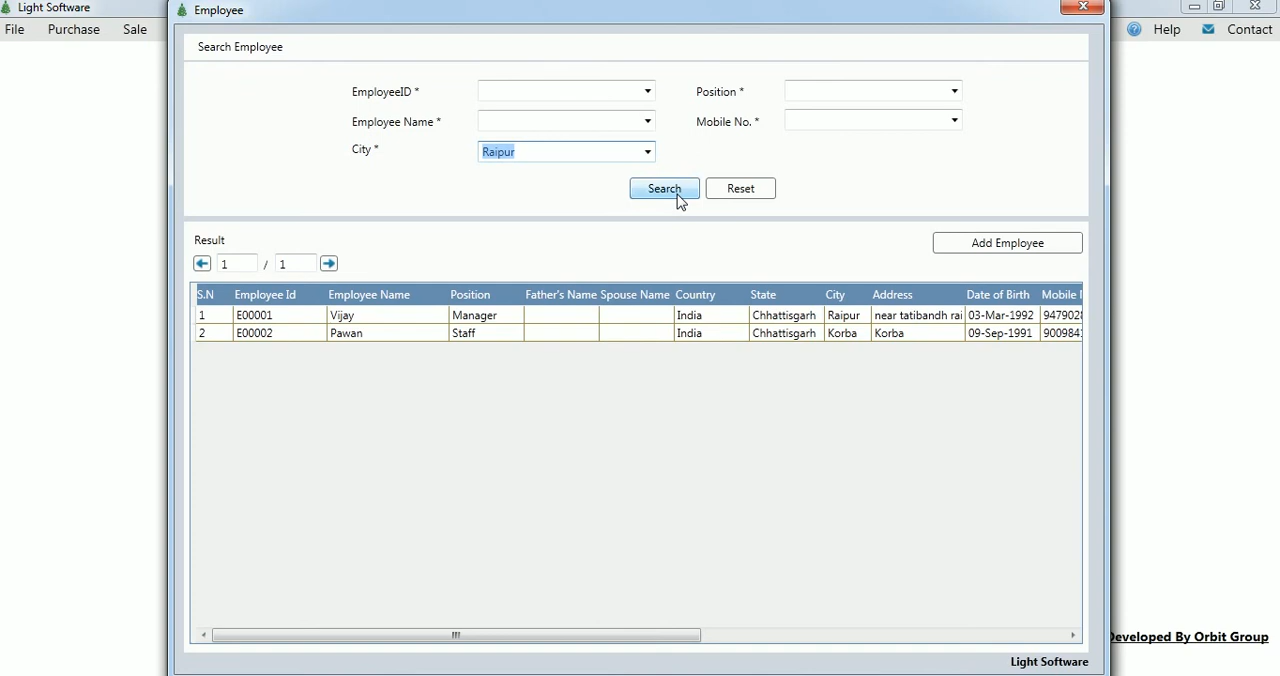 Light Software
Employee
File Purchase Sale
Help Contact
Search Employee
EmployeeID * Position *
Employee Name * Mobile No. *
City * Raipur
Search Reset
Result
Add Employee
1 / 1
S.N Employee Id Employee Name Position Father's Name Spouse Name Country State City Address Date of Birth Mobile
1 E00001 Vijay Manager India Chhattisgarh Raipur near tatibandh rai 03-Mar-1992 947902
2 E00002 Pawan Staff India Chhattisgarh Korba Korba 09-Sep-1991 900984
Developed By Orbit Group
Light Software